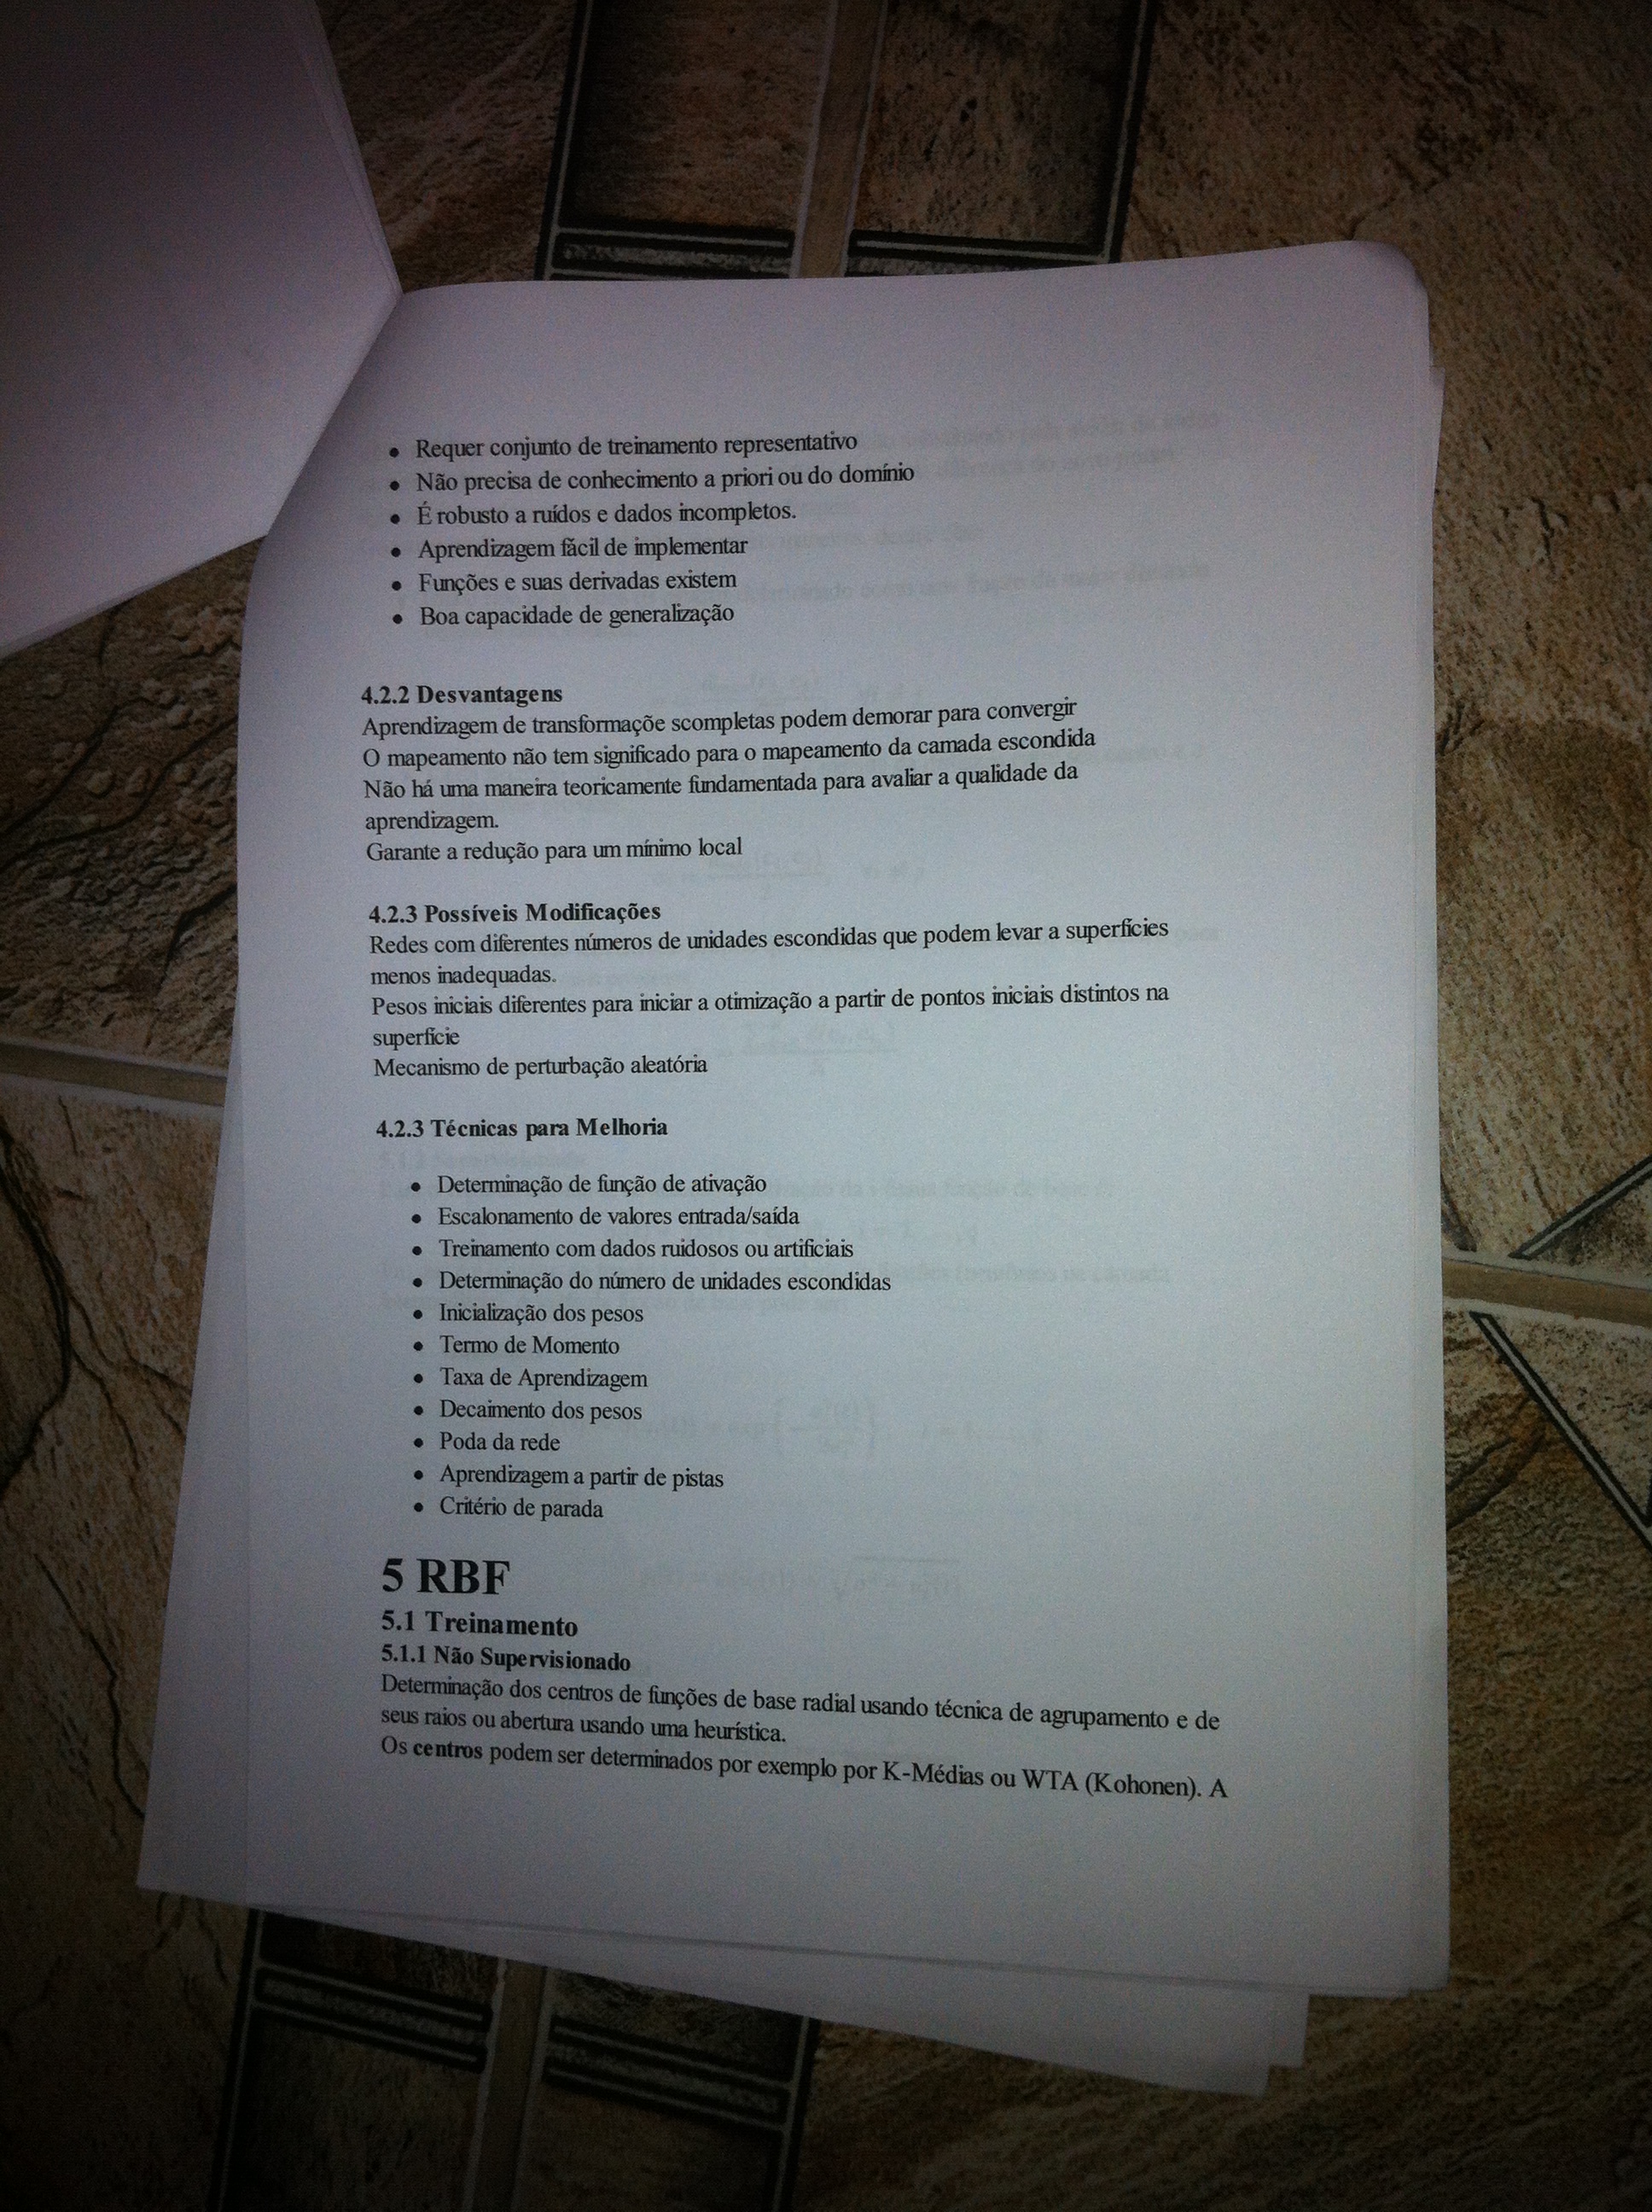 • Requer conjunto de treinamento representativo
• Não precisa de conhecimento a priori ou do domínio
• É robusto a ruídos e dados incompletos.
• Aprendizagem fácil de implementar
• Funções e suas derivadas existem
• Boa capacidade de generalização
4.2.2 Desvantagens
Aprendizagem de transformaçõe scompletas podem demorar para convergir
O mapeamento não tem significado para o mapeamento da camada escondida
Não há uma maneira teoricamente fundamentada para avaliar a qualidade da
aprendizagem.
Garante a redução para um mínimo local
4.2.3 Possíveis Modificações
Redes com diferentes números de unidades escondidas que podem levar a superfícies
menos inadequadas.
Pesos iniciais diferentes para iniciar a otimização a partir de pontos iniciais distintos na
superfície
Mecanismo de perturbação aleatória
4.2.3 Técnicas para Melhoria
• Determinação de função de ativação
• Escalonamento de valores entrada/saída
• Treinamento com dados ruidosos ou artificiais
• Determinação do número de unidades escondidas
• Inicialização dos pesos
• Termo de Momento
• Taxa de Aprendizagem
• Decaimento dos pesos
• Poda da rede
• Aprendizagem a partir de pistas
• Critério de parada
5 RBF
5.1 Treinamento
5.1.1 Não Supervisionado
Determinação dos centros de funções de base radial usando técnica de agrupamento e de
seus raios ou abertura usando uma heurística.
Os centros podem ser determinados por exemplo por K-Médias ou WTA (Kohonen). A